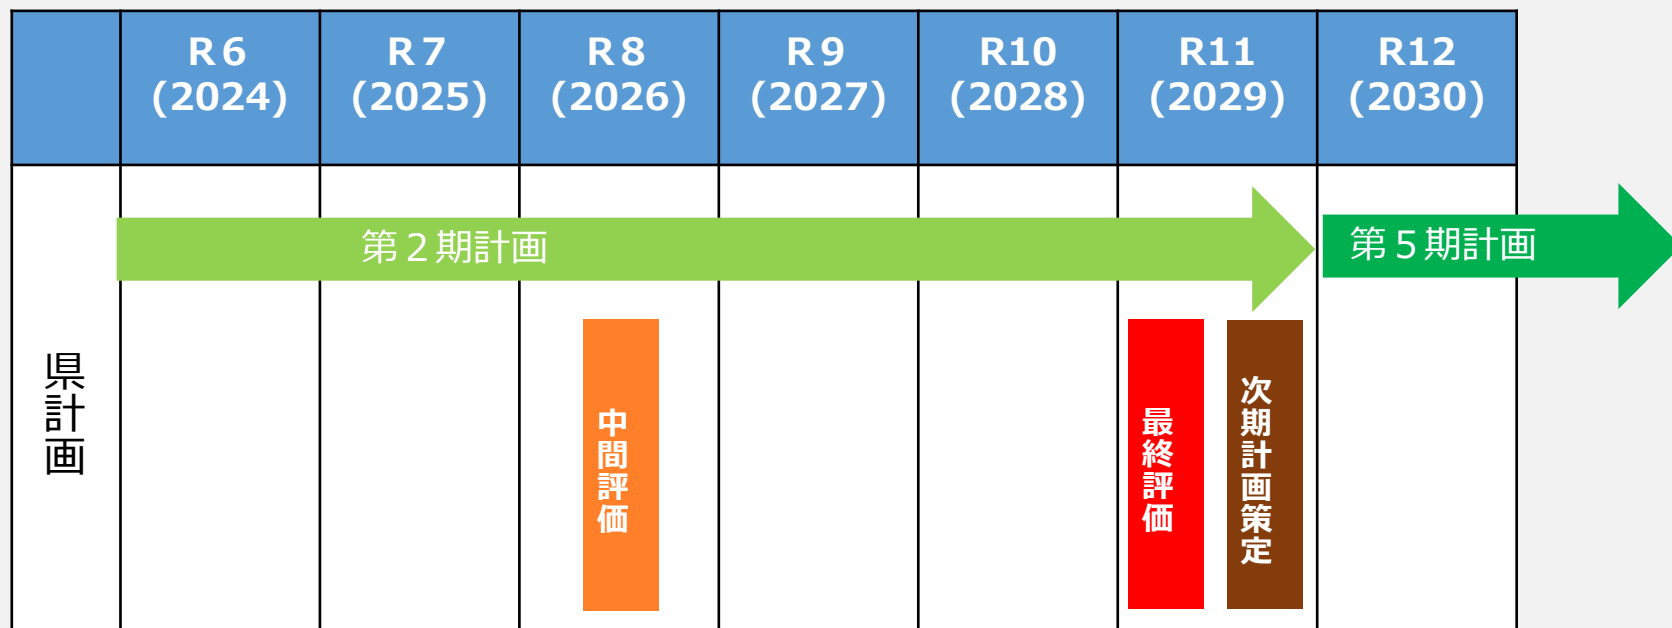 R６
(2024)
R７
(2025)
R８
(2026)
R９
(2027)
R10
(2028)
R11
(2029)
R12
(2030)
県計画
第２期計画
第５期計画
中間評価
最終評価
次期計画策定